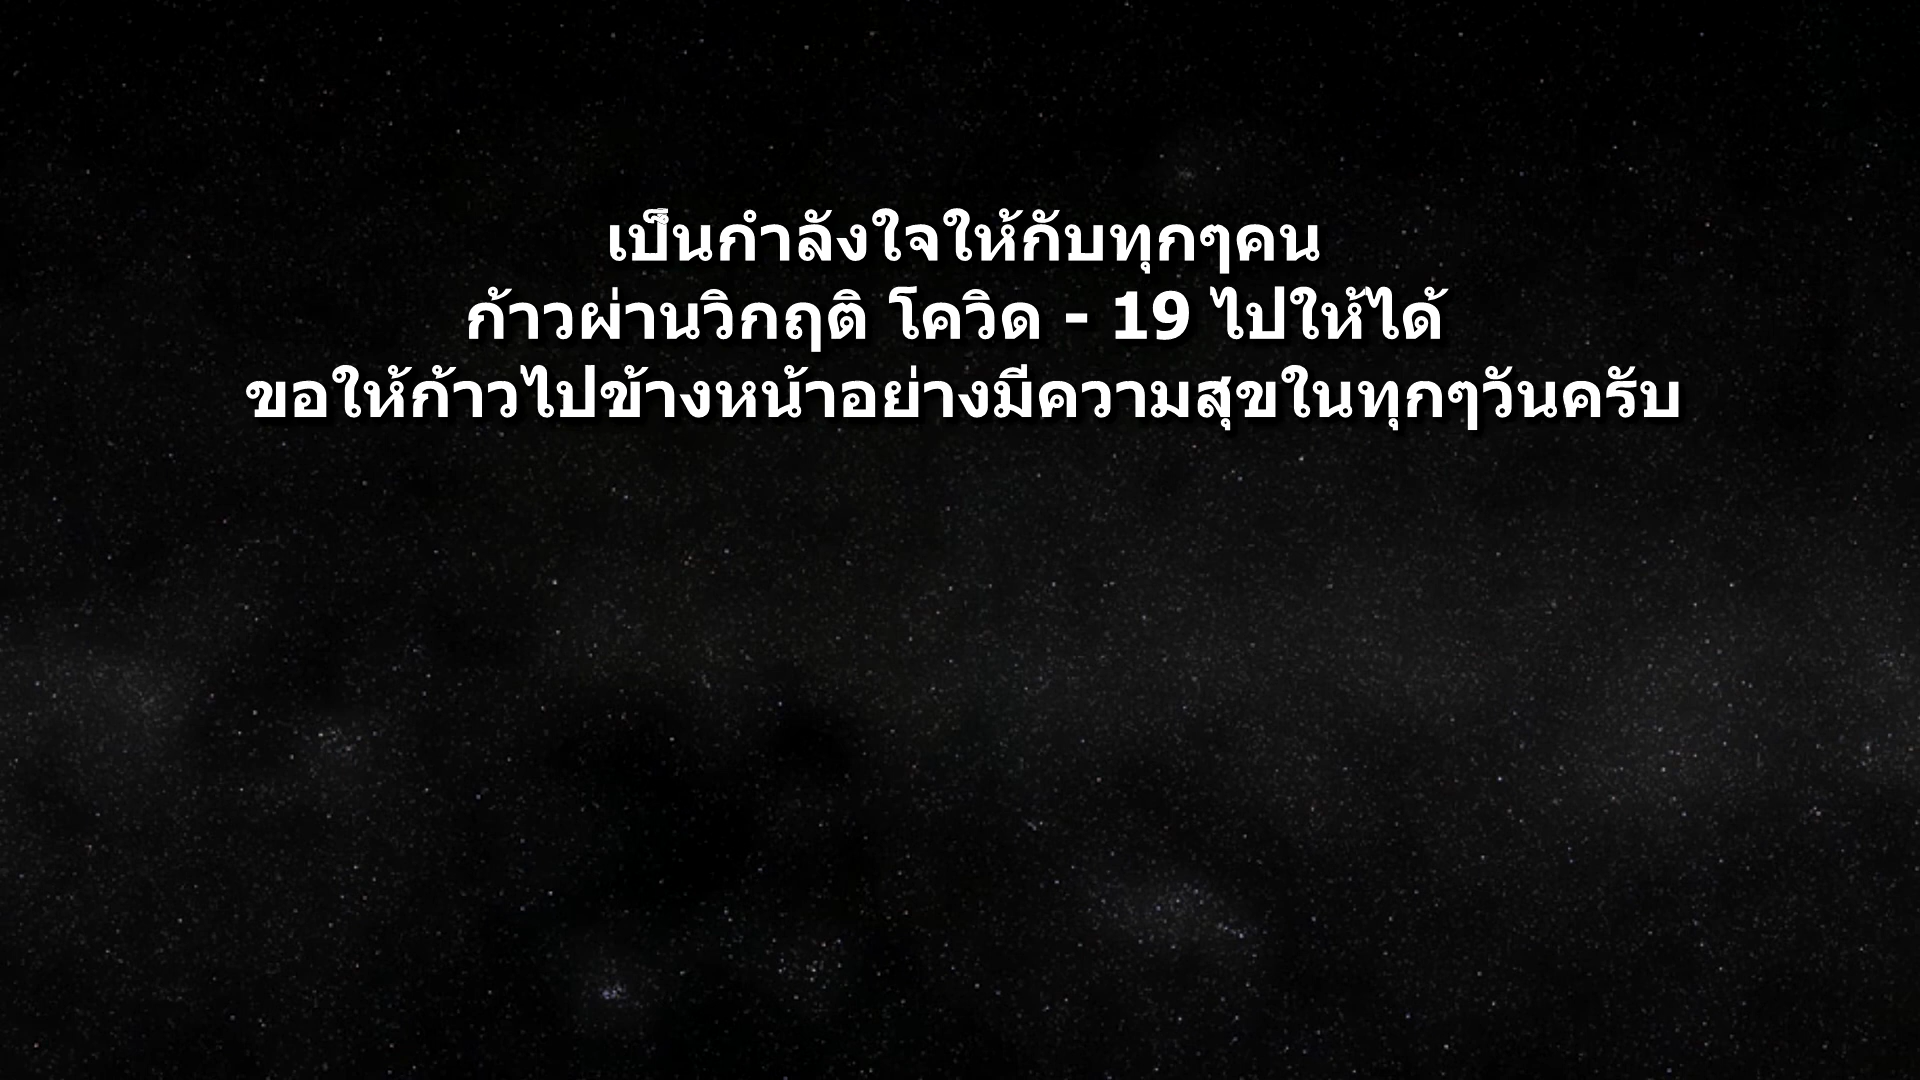 เป็นกำลังใจให้กับทุกๆคน
ก้าวผ่านวิกฤติ โควิด - 19 ไปให้ได้
ขอให้ก้าวไปข้างหน้าอย่างมีความสุขในทุกๆวันครับ